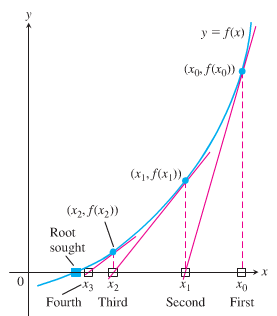 y
y = f(x)
(x₀, f(x₀))
(x₁, f(x₁))
(x₂, f(x₂))
Root
sought
0
x₃ x₂ x₁ x₀ x
Fourth Third Second First